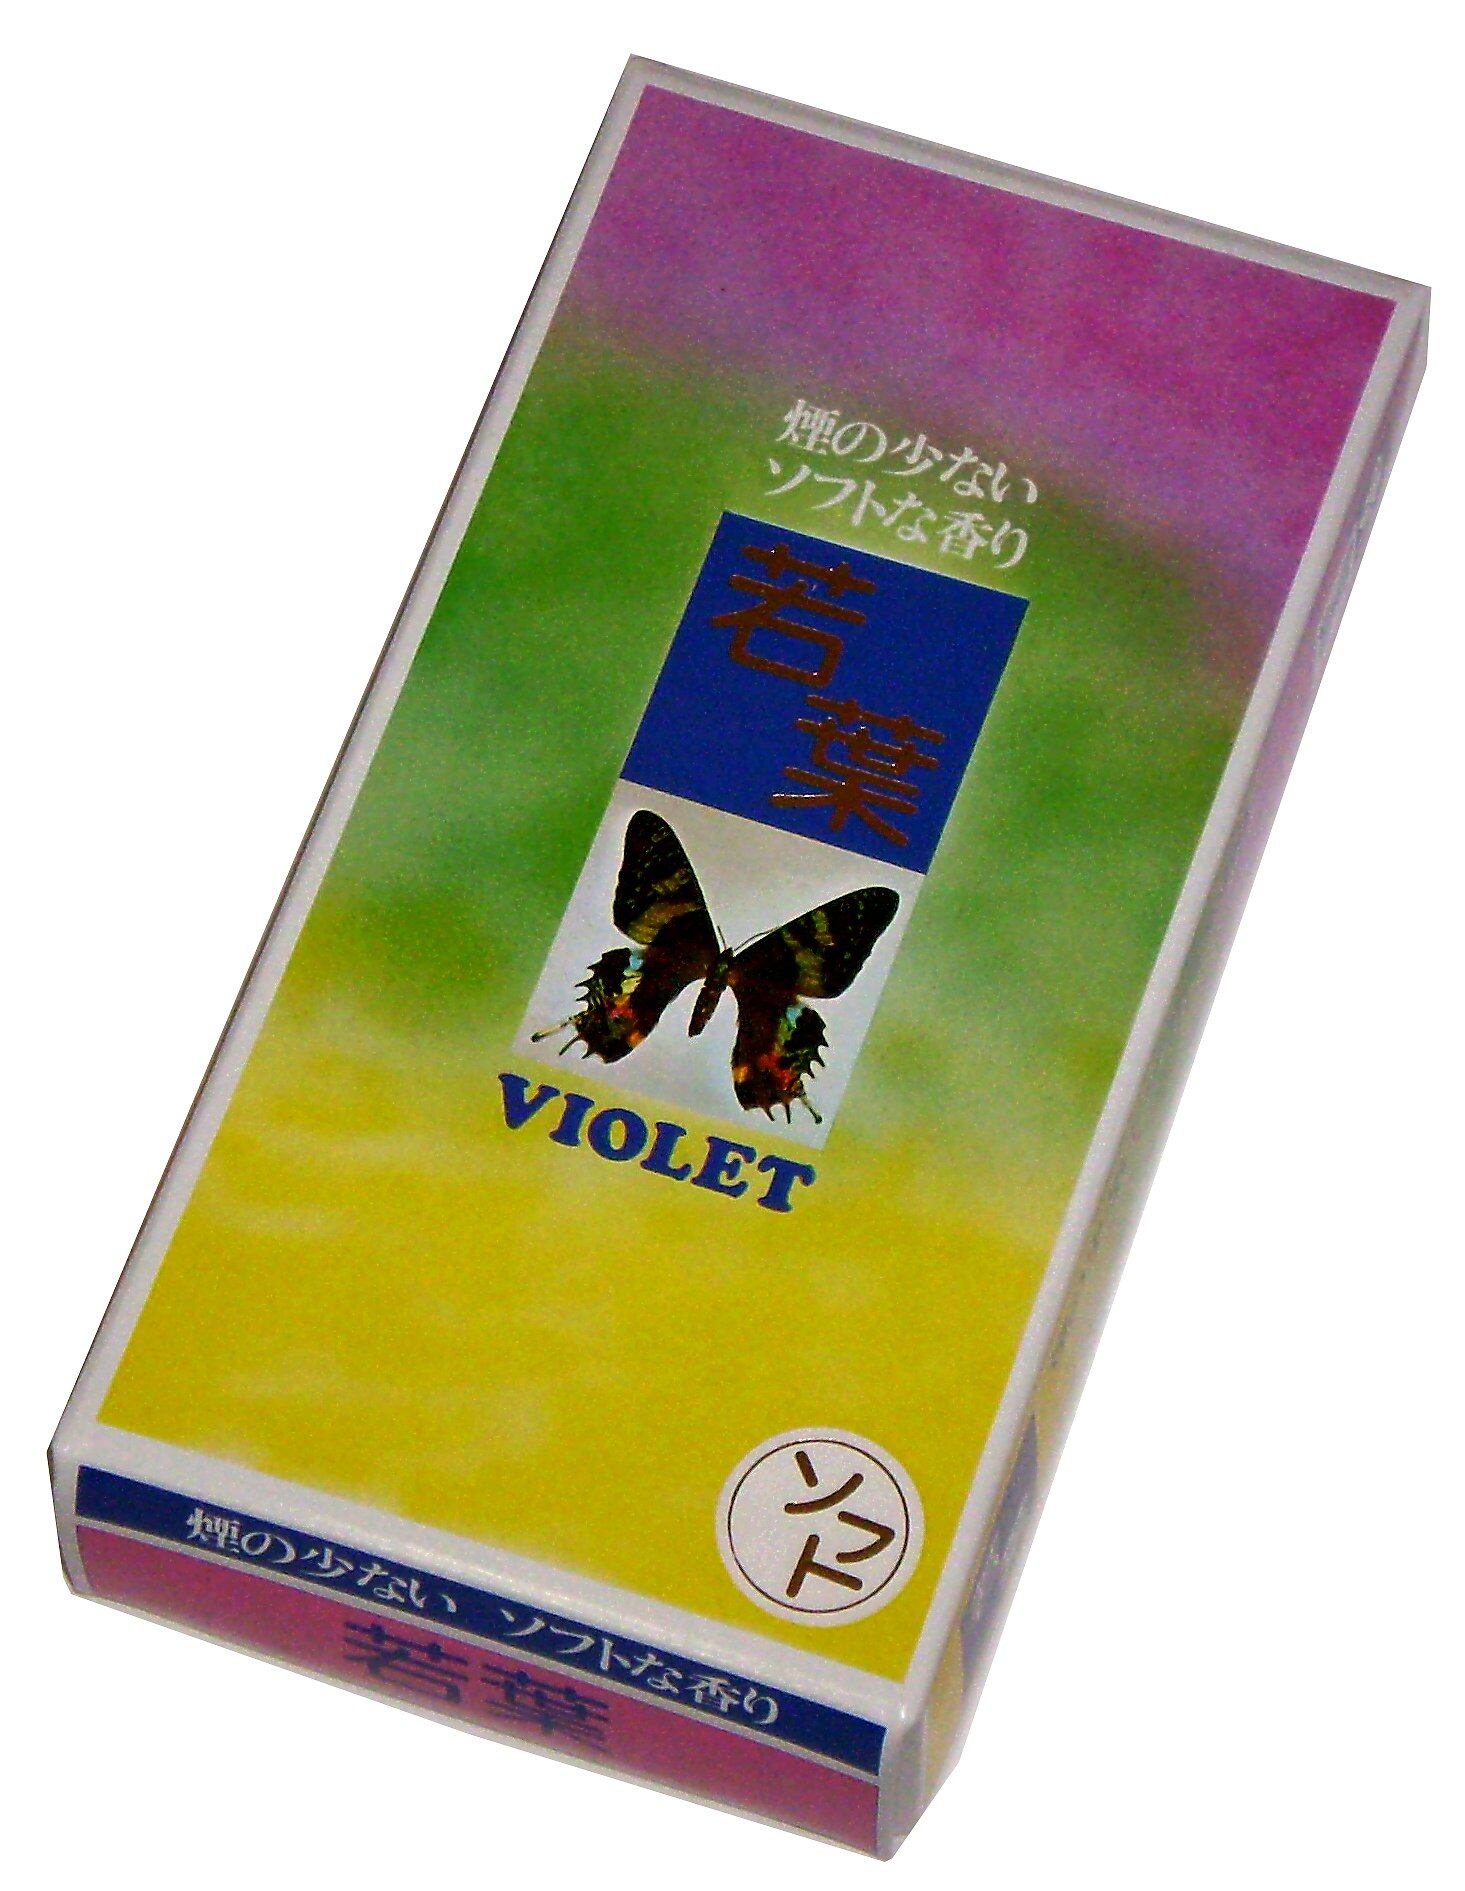 煙の少ない
ソフトな香り
若
葉
VIOLET
ソフト
煙の少ない ソフトな香り
若葉